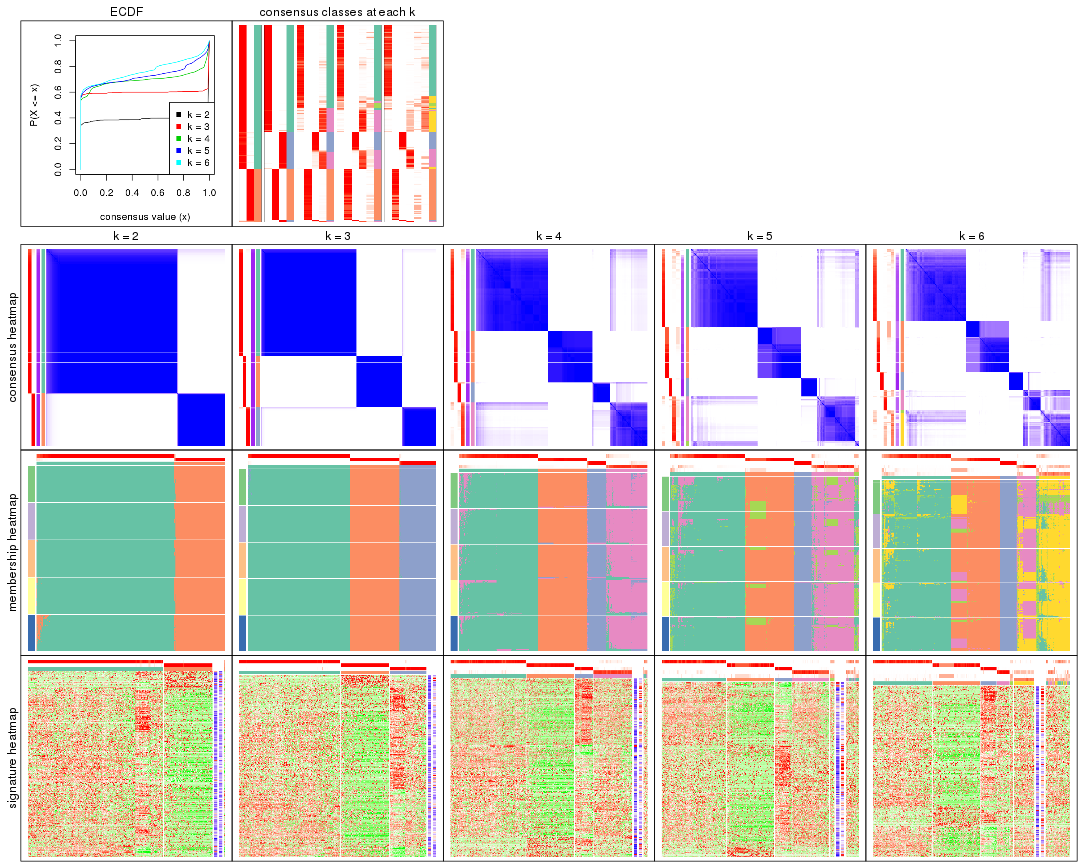 ECDF
consensus classes at each k
P(X <= x)
1.0
0.8
0.6
0.4
0.2
0.0
k = 2
k = 3
k = 4
k = 5
k = 6
0.0 0.2 0.4 0.6 0.8 1.0
consensus value (x)
k = 2 k = 3 k = 4 k = 5 k = 6
consensus heatmap
membership heatmap
signature heatmap